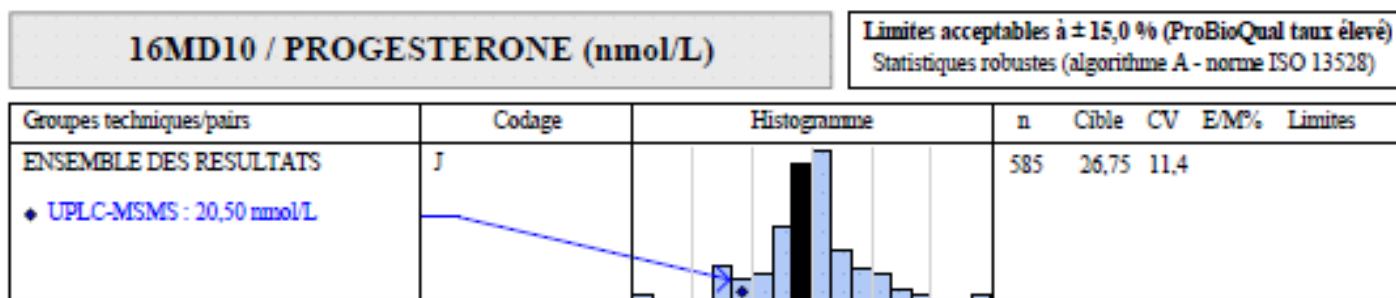 16MD10 / PROGESTERONE (nmol/L)
Limites acceptables à ± 15,0 % (ProBioQual taux élevé)
Statistiques robustes (algorithme A - norme ISO 13528)
Groupes techniques/pairs Codage Histogramme n Cible CV E/M% Limites
ENSEMBLE DES RESULTATS J 585 26,75 11,4
UPLC-MSMS : 20,50 nmol/L